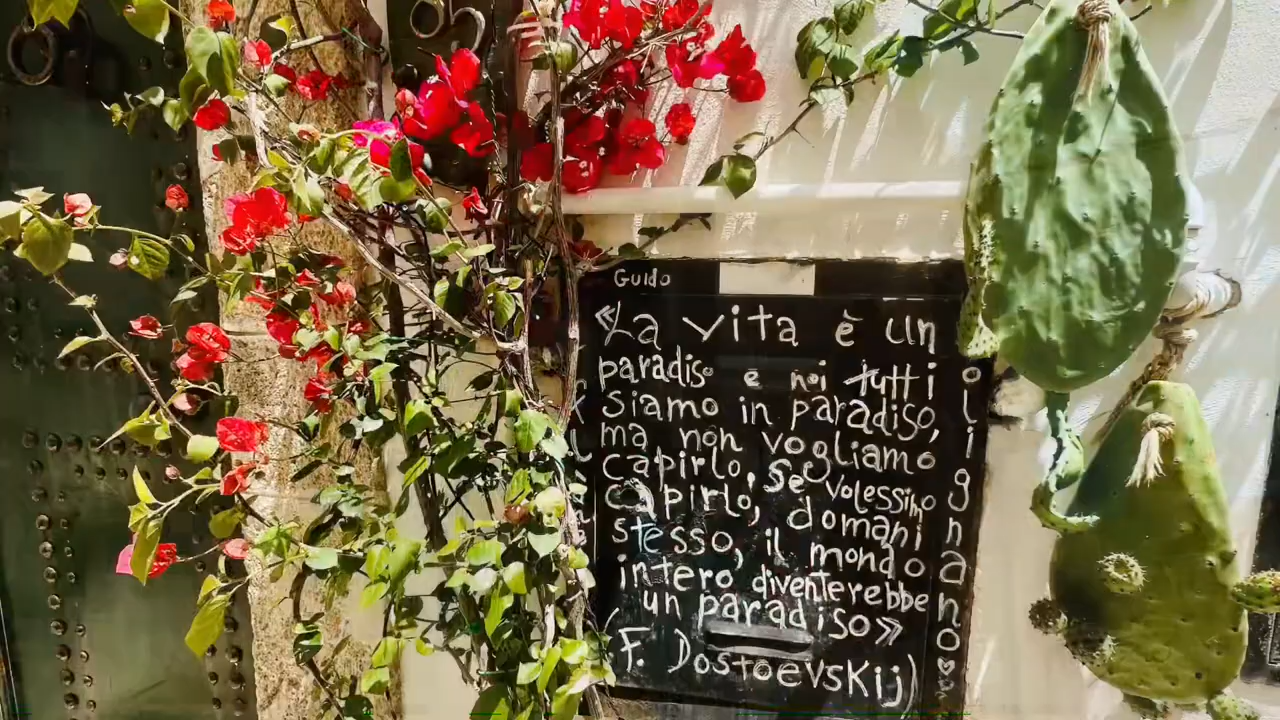 Guido
«La vita è un
paradiso e noi tutti
siamo in paradiso,
ma non vogliamo
capirlo, se volessimo
capirlo, domani
stesso, il mondo
intero diventerebbe
un paradiso»
(F. Dostoevskij)
olignano